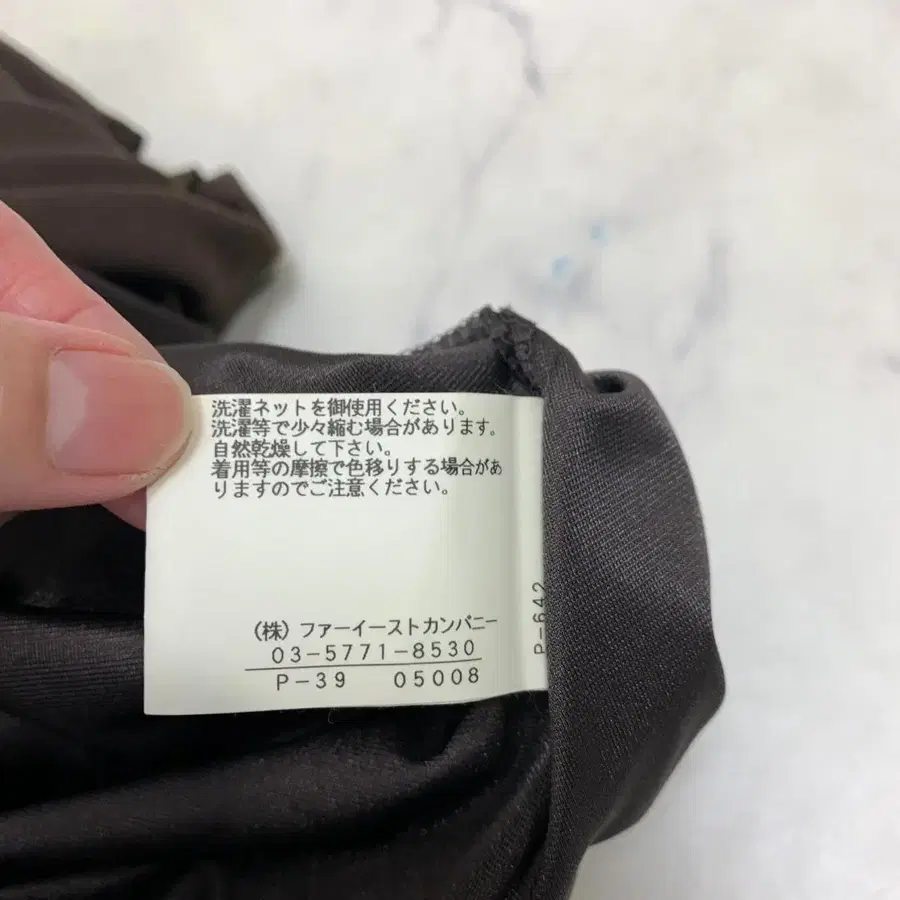 洗濯ネットを御使用ください。
洗濯等で少々縮む場合があります。
自然乾燥して下さい。
着用等の摩擦で色移りする場合があ
りますのでご注意ください。
(株)ファーイーストカンパニー
03-5771-8530
P-39 05008
P-642